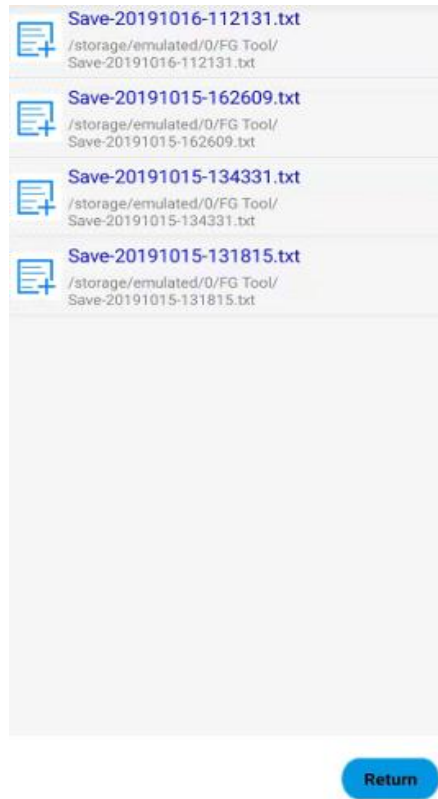 Save-20191016-112131.txt
/storage/emulated/0/FG Tool/
Save-20191016-112131.txt
Save-20191015-162609.txt
/storage/emulated/0/FG Tool/
Save-20191015-162609.txt
Save-20191015-134331.txt
/storage/emulated/0/FG Tool/
Save-20191015-134331.txt
Save-20191015-131815.txt
/storage/emulated/0/FG Tool/
Save-20191015-131815.txt
Return